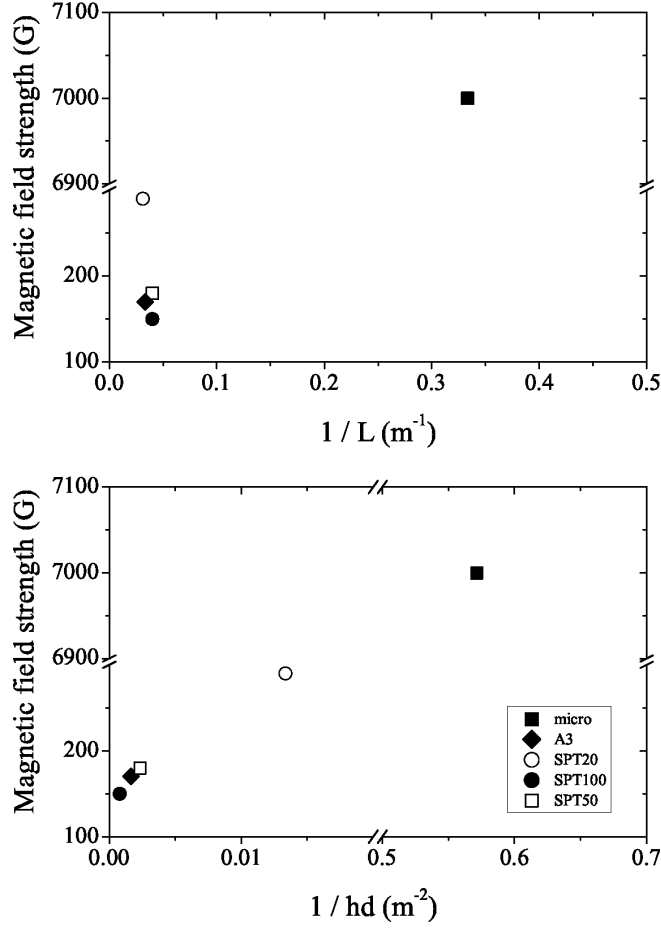 Magnetic field strength (G)
7100
7000
6900
200
100
0.0 0.1 0.2 0.3 0.4 0.5
1 / L (m⁻¹)
Magnetic field strength (G)
7100
7000
6900
200
100
micro
A3
SPT20
SPT100
SPT50
0.00 0.01 0.5 0.6 0.7
1 / hd (m⁻²)